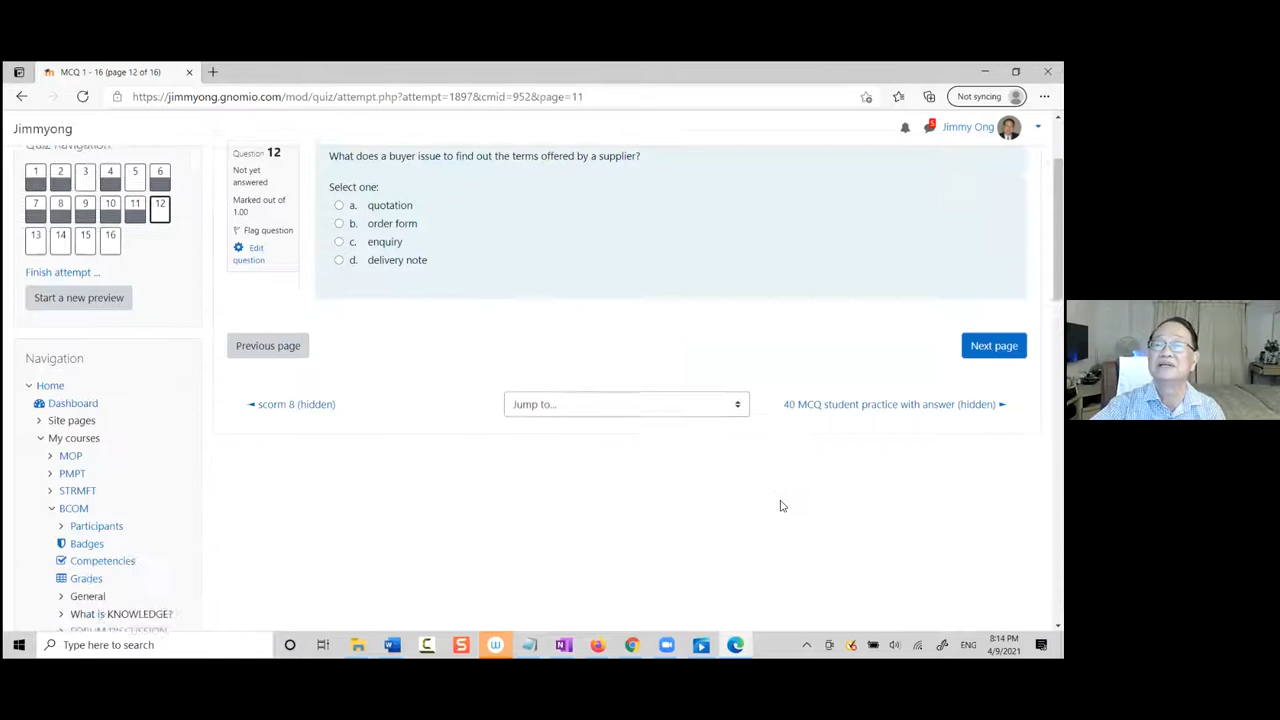 MCQ 1 - 16 (page 12 of 16)
https://jimmyong.gnomio.com/mod/quiz/attempt.php?attempt=1897&cmid=952&page=11
Not syncing
Jimmyong
5
Jimmy Ong
Quiz Navigation
1 2 3 4 5 6
7 8 9 10 11 12
13 14 15 16
Finish attempt ...
Start a new preview
Question 12
Not yet
answered
Marked out of
1.00
Flag question
Edit
question
What does a buyer issue to find out the terms offered by a supplier?
Select one:
a. quotation
b. order form
c. enquiry
d. delivery note
Previous page
Next page
◄ scorm 8 (hidden)
Jump to...
40 MCQ student practice with answer (hidden) ►
Navigation
Home
Dashboard
Site pages
My courses
MOP
PMPT
STRMFT
BCOM
Participants
Badges
Competencies
Grades
General
What is KNOWLEDGE?
FORUM DISCUSSION
Type here to search
ENG
8:14 PM
4/9/2021